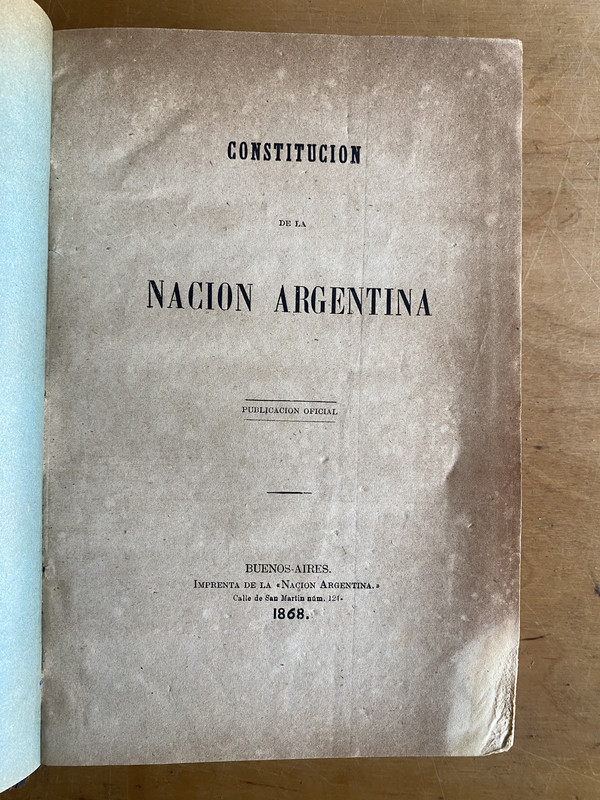 CONSTITUCION
DE LA
NACION ARGENTINA
PUBLICACION OFICIAL
BUENOS-AIRES.
IMPRENTA DE LA «NACION ARGENTINA.»
Calle de San Martin núm. 124-
1868.